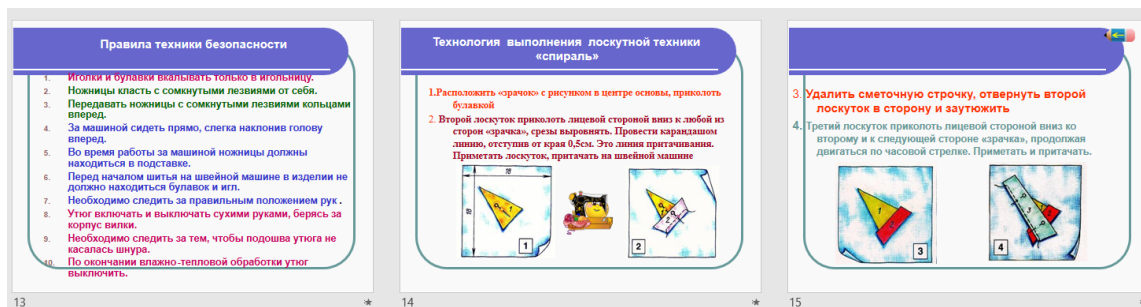 Правила техники безопасности
1. Иголки и булавки вкалывать только в игольницу.
2. Ножницы класть с сомкнутыми лезвиями от себя.
3. Передавать ножницы с сомкнутыми лезвиями кольцами
вперед.
4. За машиной сидеть прямо, слегка наклонив голову
вперед.
5. Во время работы за машиной ножницы должны
находиться в подставке.
6. Перед началом шитья на швейной машине в изделии не
должно находиться булавок и игл.
7. Необходимо следить за правильным положением рук .
8. Утюг включать и выключать сухими руками, берясь за
корпус вилки.
9. Необходимо следить за тем, чтобы подошва утюга не
касалась шнура.
10. По окончании влажно-тепловой обработки утюг
выключить.
13
Технология выполнения лоскутной техники
«спираль»
1.Расположить «зрачок» с рисунком в центре основы, приколоть
булавкой
2. Второй лоскуток приколоть лицевой стороной вниз к любой из
сторон «зрачка», срезы выровнять. Провести карандашом
линию, отступив от края 0,5см. Это линия притачивания.
Приметать лоскуток, притачать на швейной машине
18
18
1
1
2
2
14
3. Удалить сметочную строчку, отвернуть второй
лоскуток в сторону и заутюжить
4. Третий лоскуток приколоть лицевой стороной вниз ко
второму и к следующей стороне «зрачка», продолжая
двигаться по часовой стрелке. Приметать и притачать.
1
3
3
4
15